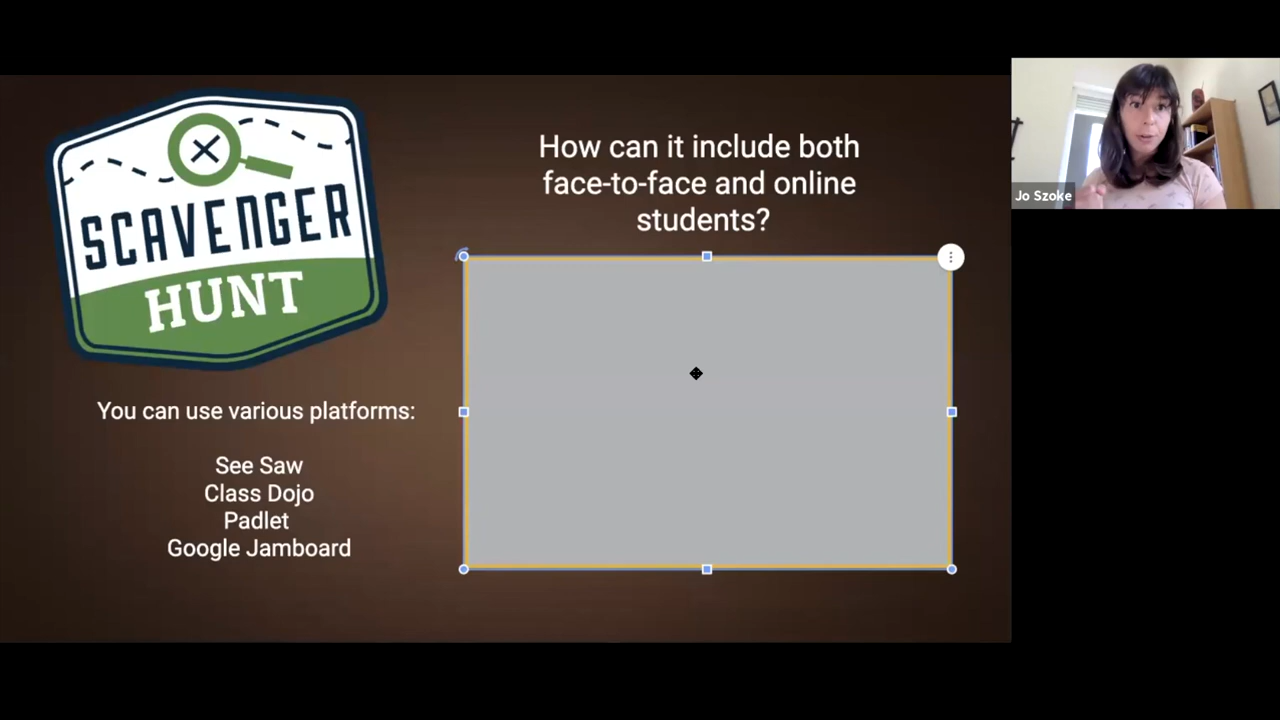 SCAVENGER
HUNT
How can it include both
face-to-face and online
students?
You can use various platforms:
See Saw
Class Dojo
Padlet
Google Jamboard
Jo Szoke